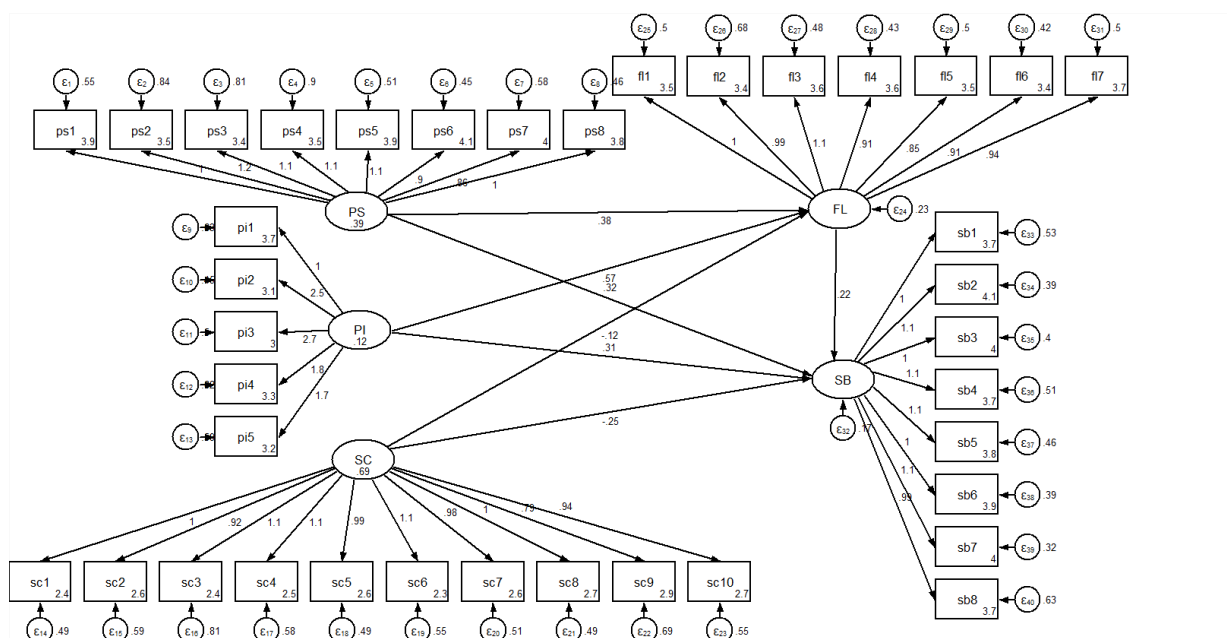 ε25 .5 ε26 .68 ε27 .48 ε28 .43 ε29 .5 ε30 .42 ε31 .5
fl1 3.5 fl2 3.4 fl3 3.6 fl4 3.6 fl5 3.5 fl6 3.4 fl7 3.7
ε1 .55 ε2 .84 ε3 .81 ε4 .9 ε5 .51 ε6 .45 ε7 .58 ε8 .46
ps1 3.9 ps2 3.5 ps3 3.4 ps4 3.5 ps5 3.9 ps6 4.1 ps7 4 ps8 3.8
1 .99 1.1 .91 .85 .91 .94
1 1.2 1.1 1.1 1.1 .9 .86 1
PS .39
FL
ε24 .23
.38
ε9 pi1 3.7
ε10 pi2 3.1
ε11 pi3 3
ε12 pi4 3.3
ε13 pi5 3.2
1
2.5
2.7
1.8
1.7
PI .12
.57
.32
-.12
.31
-.25
.22
SB
ε32 .17
sb1 3.7 ε33 .53
sb2 4.1 ε34 .39
sb3 4 ε35 .4
sb4 3.7 ε36 .51
sb5 3.8 ε37 .46
sb6 3.9 ε38 .39
sb7 4 ε39 .32
sb8 3.7 ε40 .63
1
1.1
1
1.1
1.1
1
1.1
.99
SC .69
1 .92 1.1 1.1 .99 1.1 .98 1 .79 .94
sc1 2.4 sc2 2.6 sc3 2.4 sc4 2.5 sc5 2.6 sc6 2.3 sc7 2.6 sc8 2.7 sc9 2.9 sc10 2.7
ε14 .49 ε15 .59 ε16 .81 ε17 .58 ε18 .49 ε19 .55 ε20 .51 ε21 .49 ε22 .69 ε23 .55